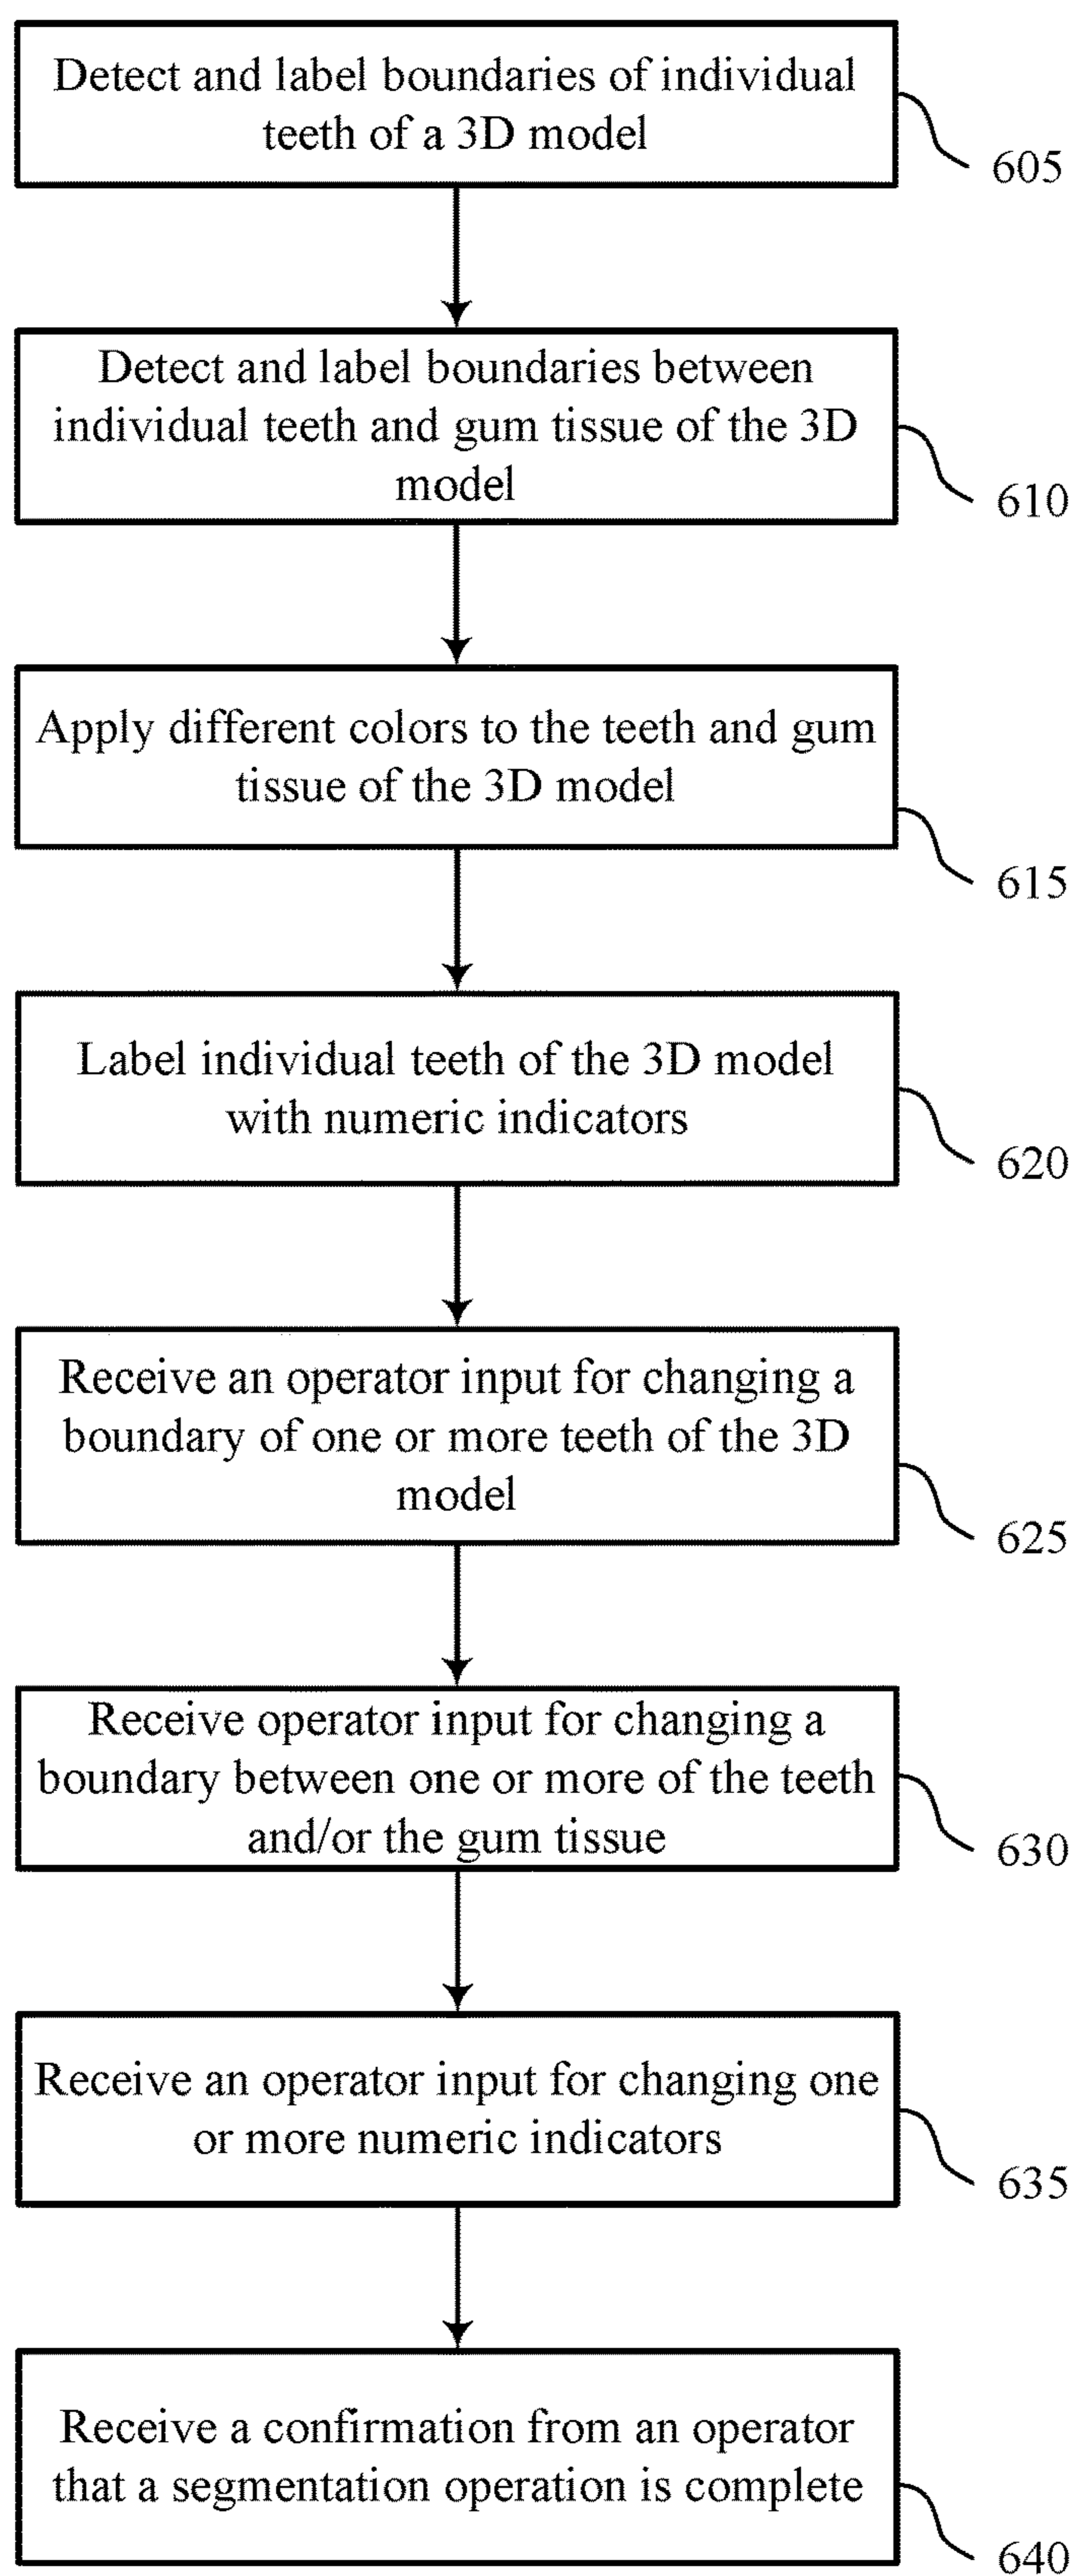 Detect and label boundaries of individual
teeth of a 3D model
605
Detect and label boundaries between
individual teeth and gum tissue of the 3D
model
610
Apply different colors to the teeth and gum
tissue of the 3D model
615
Label individual teeth of the 3D model
with numeric indicators
620
Receive an operator input for changing a
boundary of one or more teeth of the 3D
model
625
Receive operator input for changing a
boundary between one or more of the teeth
and/or the gum tissue
630
Receive an operator input for changing one
or more numeric indicators
635
Receive a confirmation from an operator
that a segmentation operation is complete
640